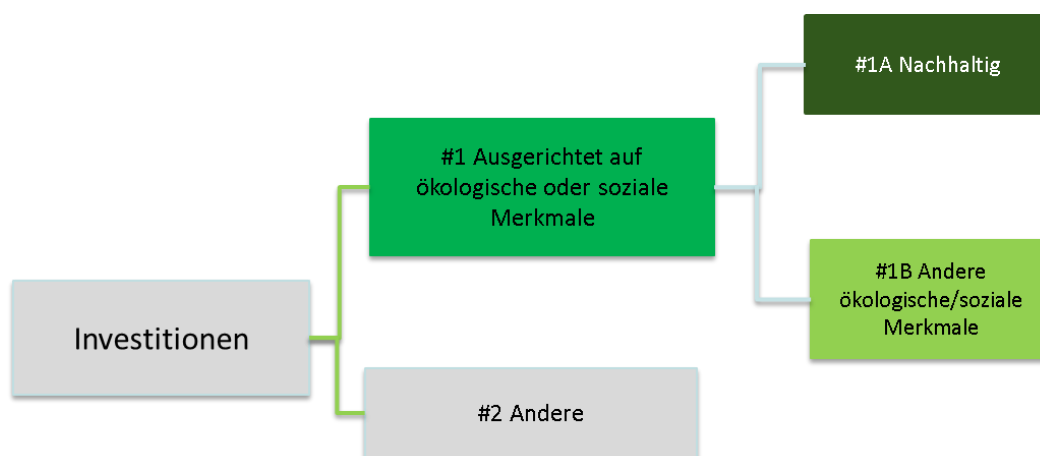 #1A Nachhaltig
#1 Ausgerichtet auf
ökologische oder soziale
Merkmale
#1B Andere
ökologische/soziale
Merkmale
Investitionen
#2 Andere